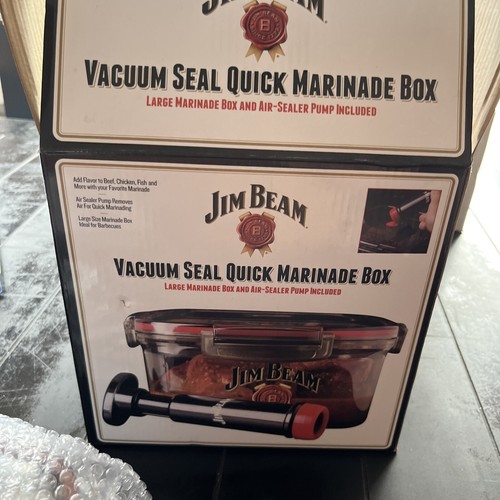 JIM BEAM
VACUUM SEAL QUICK MARINADE BOX
LARGE MARINADE BOX AND AIR-SEALER PUMP INCLUDED
Add Flavor to Beef, Chicken, Fish and
More with your Favorite Marinade
Air Sealer Pump Removes
Air For Quick Marinading
Large Size Marinade Box
Ideal for Barbecues
JIM BEAM
B
VACUUM SEAL QUICK MARINADE BOX
LARGE MARINADE BOX AND AIR-SEALER PUMP INCLUDED
JIM BEAM